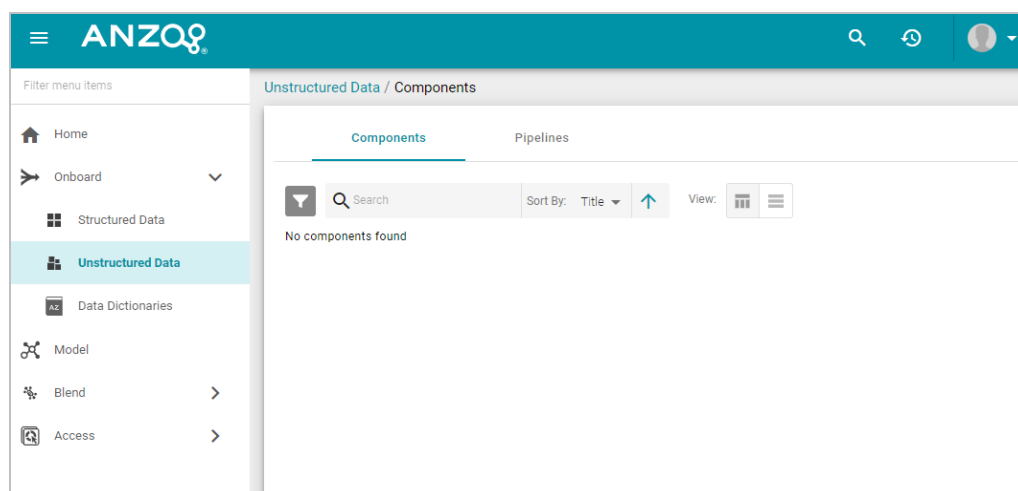 ANZO®
Filter menu items
Unstructured Data / Components
Home
Components Pipelines
Onboard
Search Sort By: Title View:
Structured Data
No components found
Unstructured Data
AZ Data Dictionaries
Model
Blend
Access